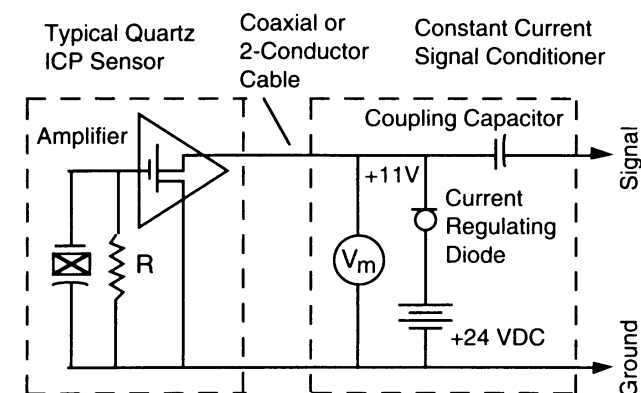 Typical Quartz
ICP Sensor
Coaxial or
2-Conductor
Cable
Constant Current
Signal Conditioner
Amplifier
R
Coupling Capacitor
+11V
Current
Regulating
Diode
Vm
+24 VDC
Signal
Ground